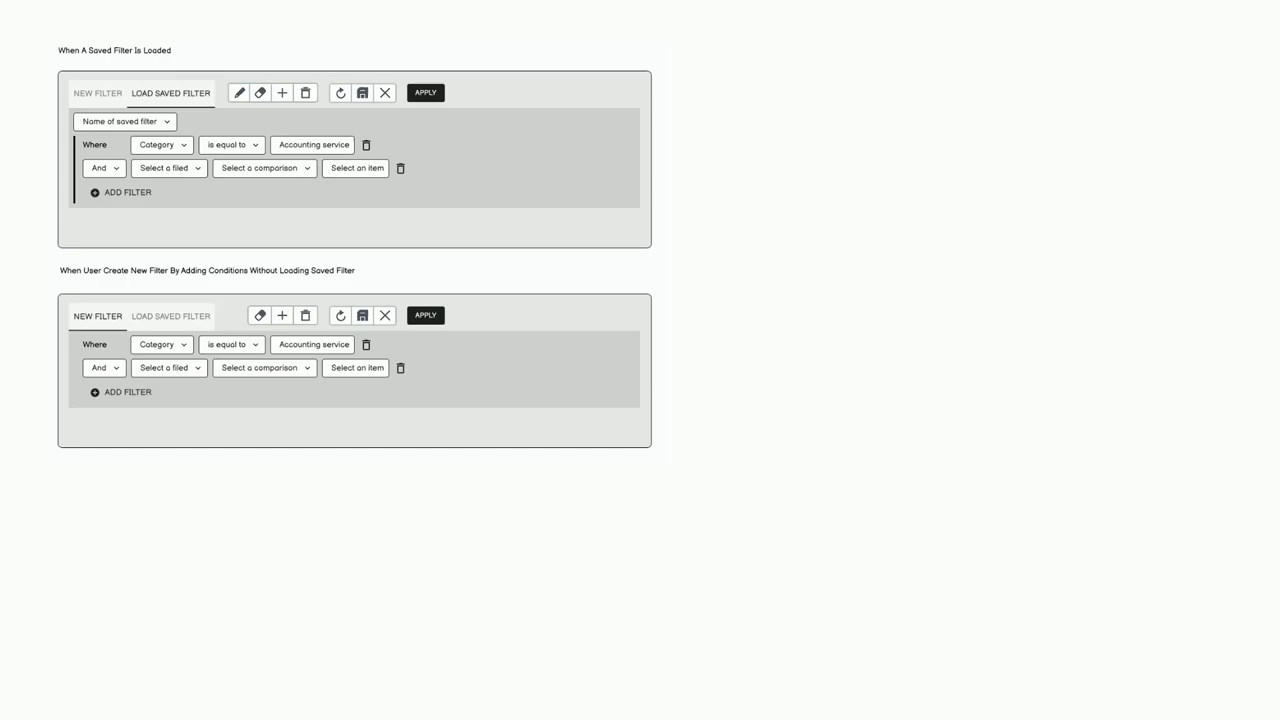 When A Saved Filter Is Loaded
NEW FILTER LOAD SAVED FILTER APPLY
Name of saved filter
Where Category is equal to Accounting service
And Select a filed Select a comparison Select an item
ADD FILTER
When User Create New Filter By Adding Conditions Without Loading Saved Filter
NEW FILTER LOAD SAVED FILTER APPLY
Where Category is equal to Accounting service
And Select a filed Select a comparison Select an item
ADD FILTER